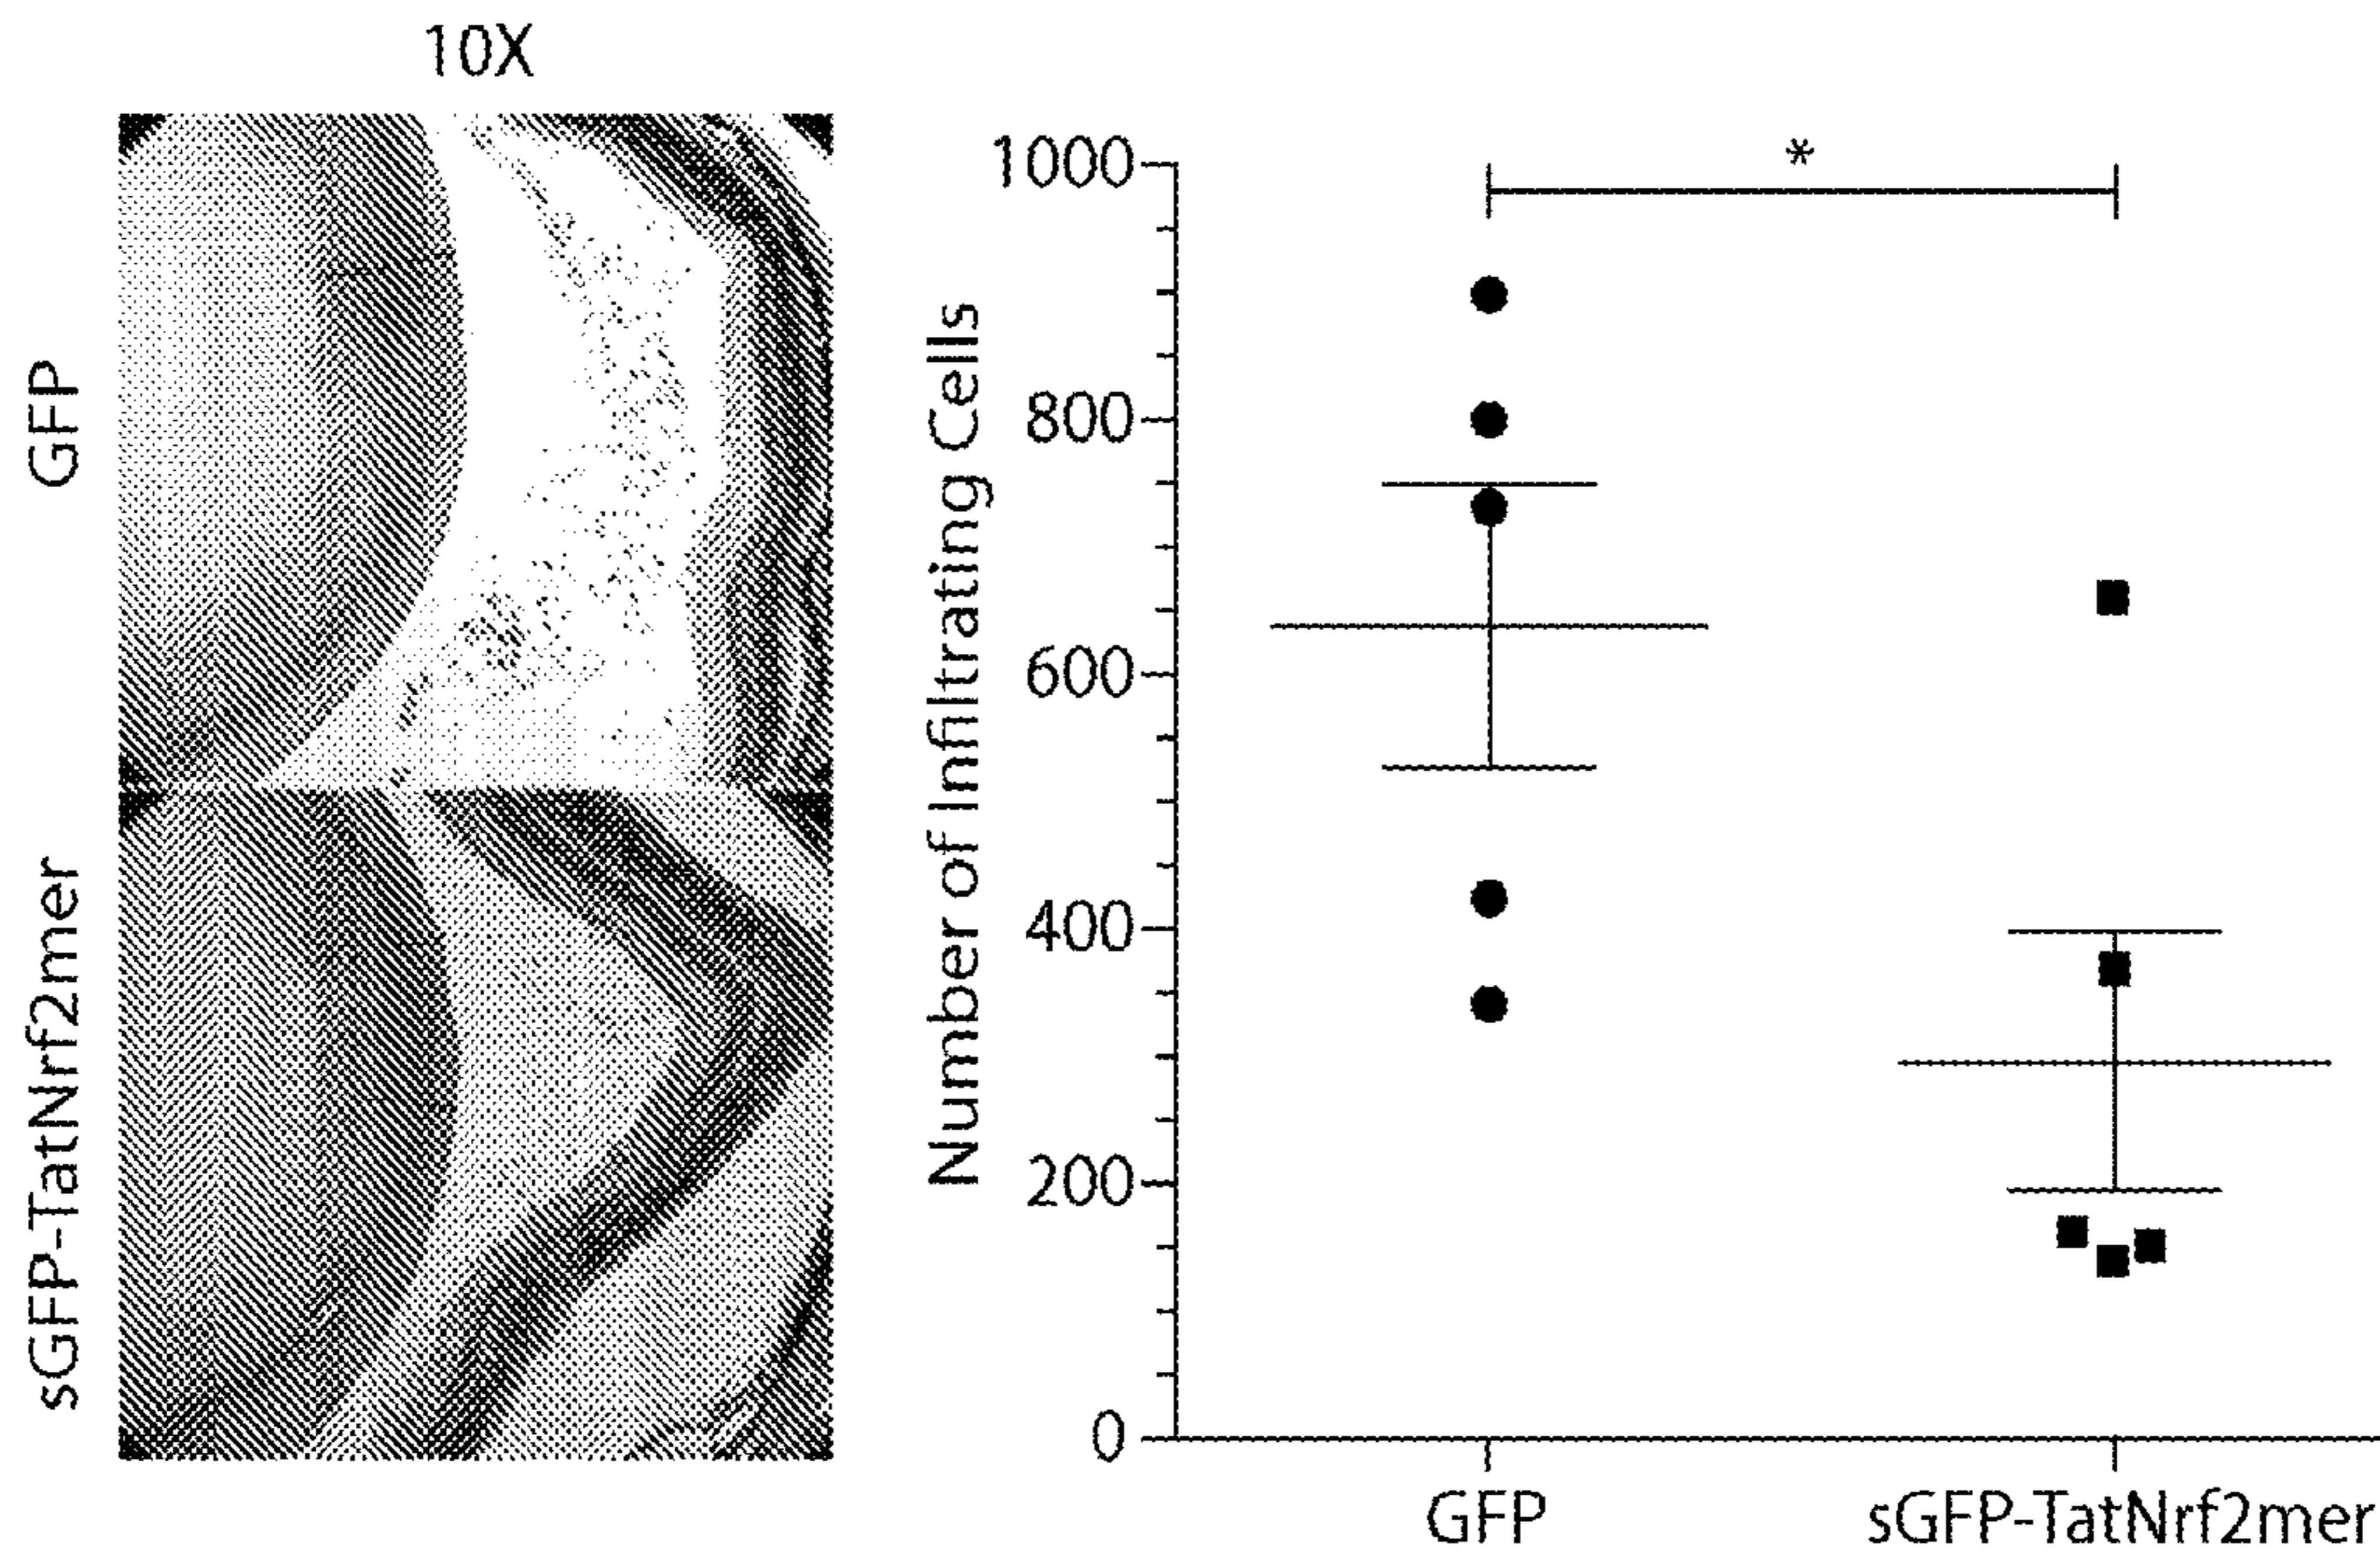 10X
GFP
sGFP-TatNrf2mer
Number of Infiltrating Cells
1000
800
600
400
200
0
*
GFP
sGFP-TatNrf2mer